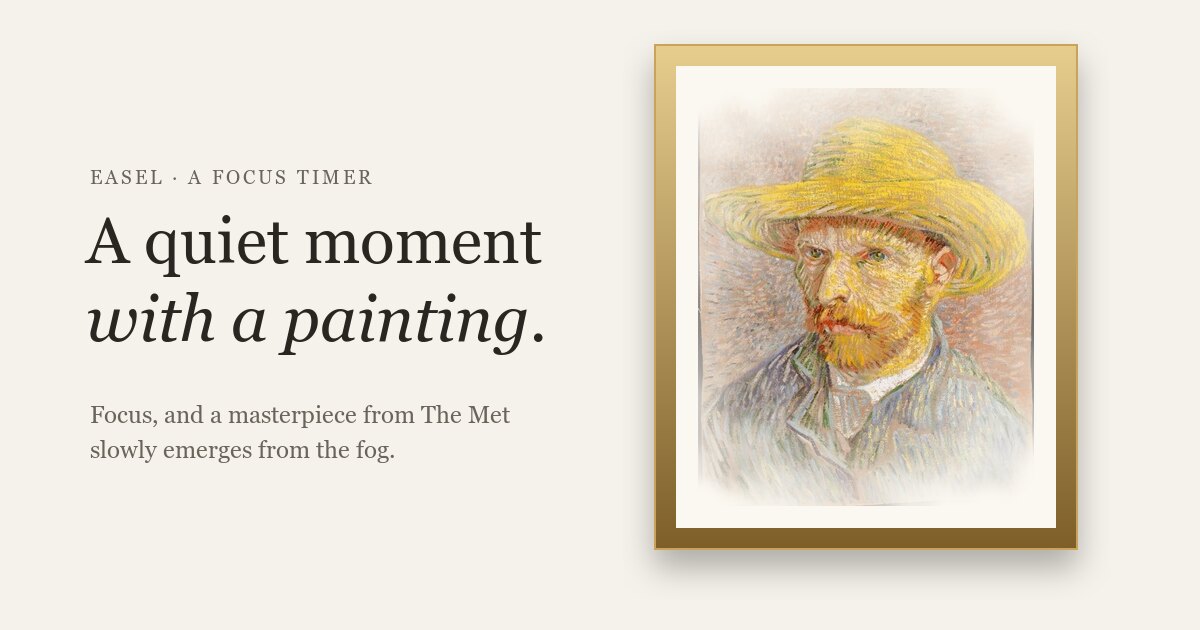 EASEL · A FOCUS TIMER
A quiet moment
with a painting.
Focus, and a masterpiece from The Met
slowly emerges from the fog.